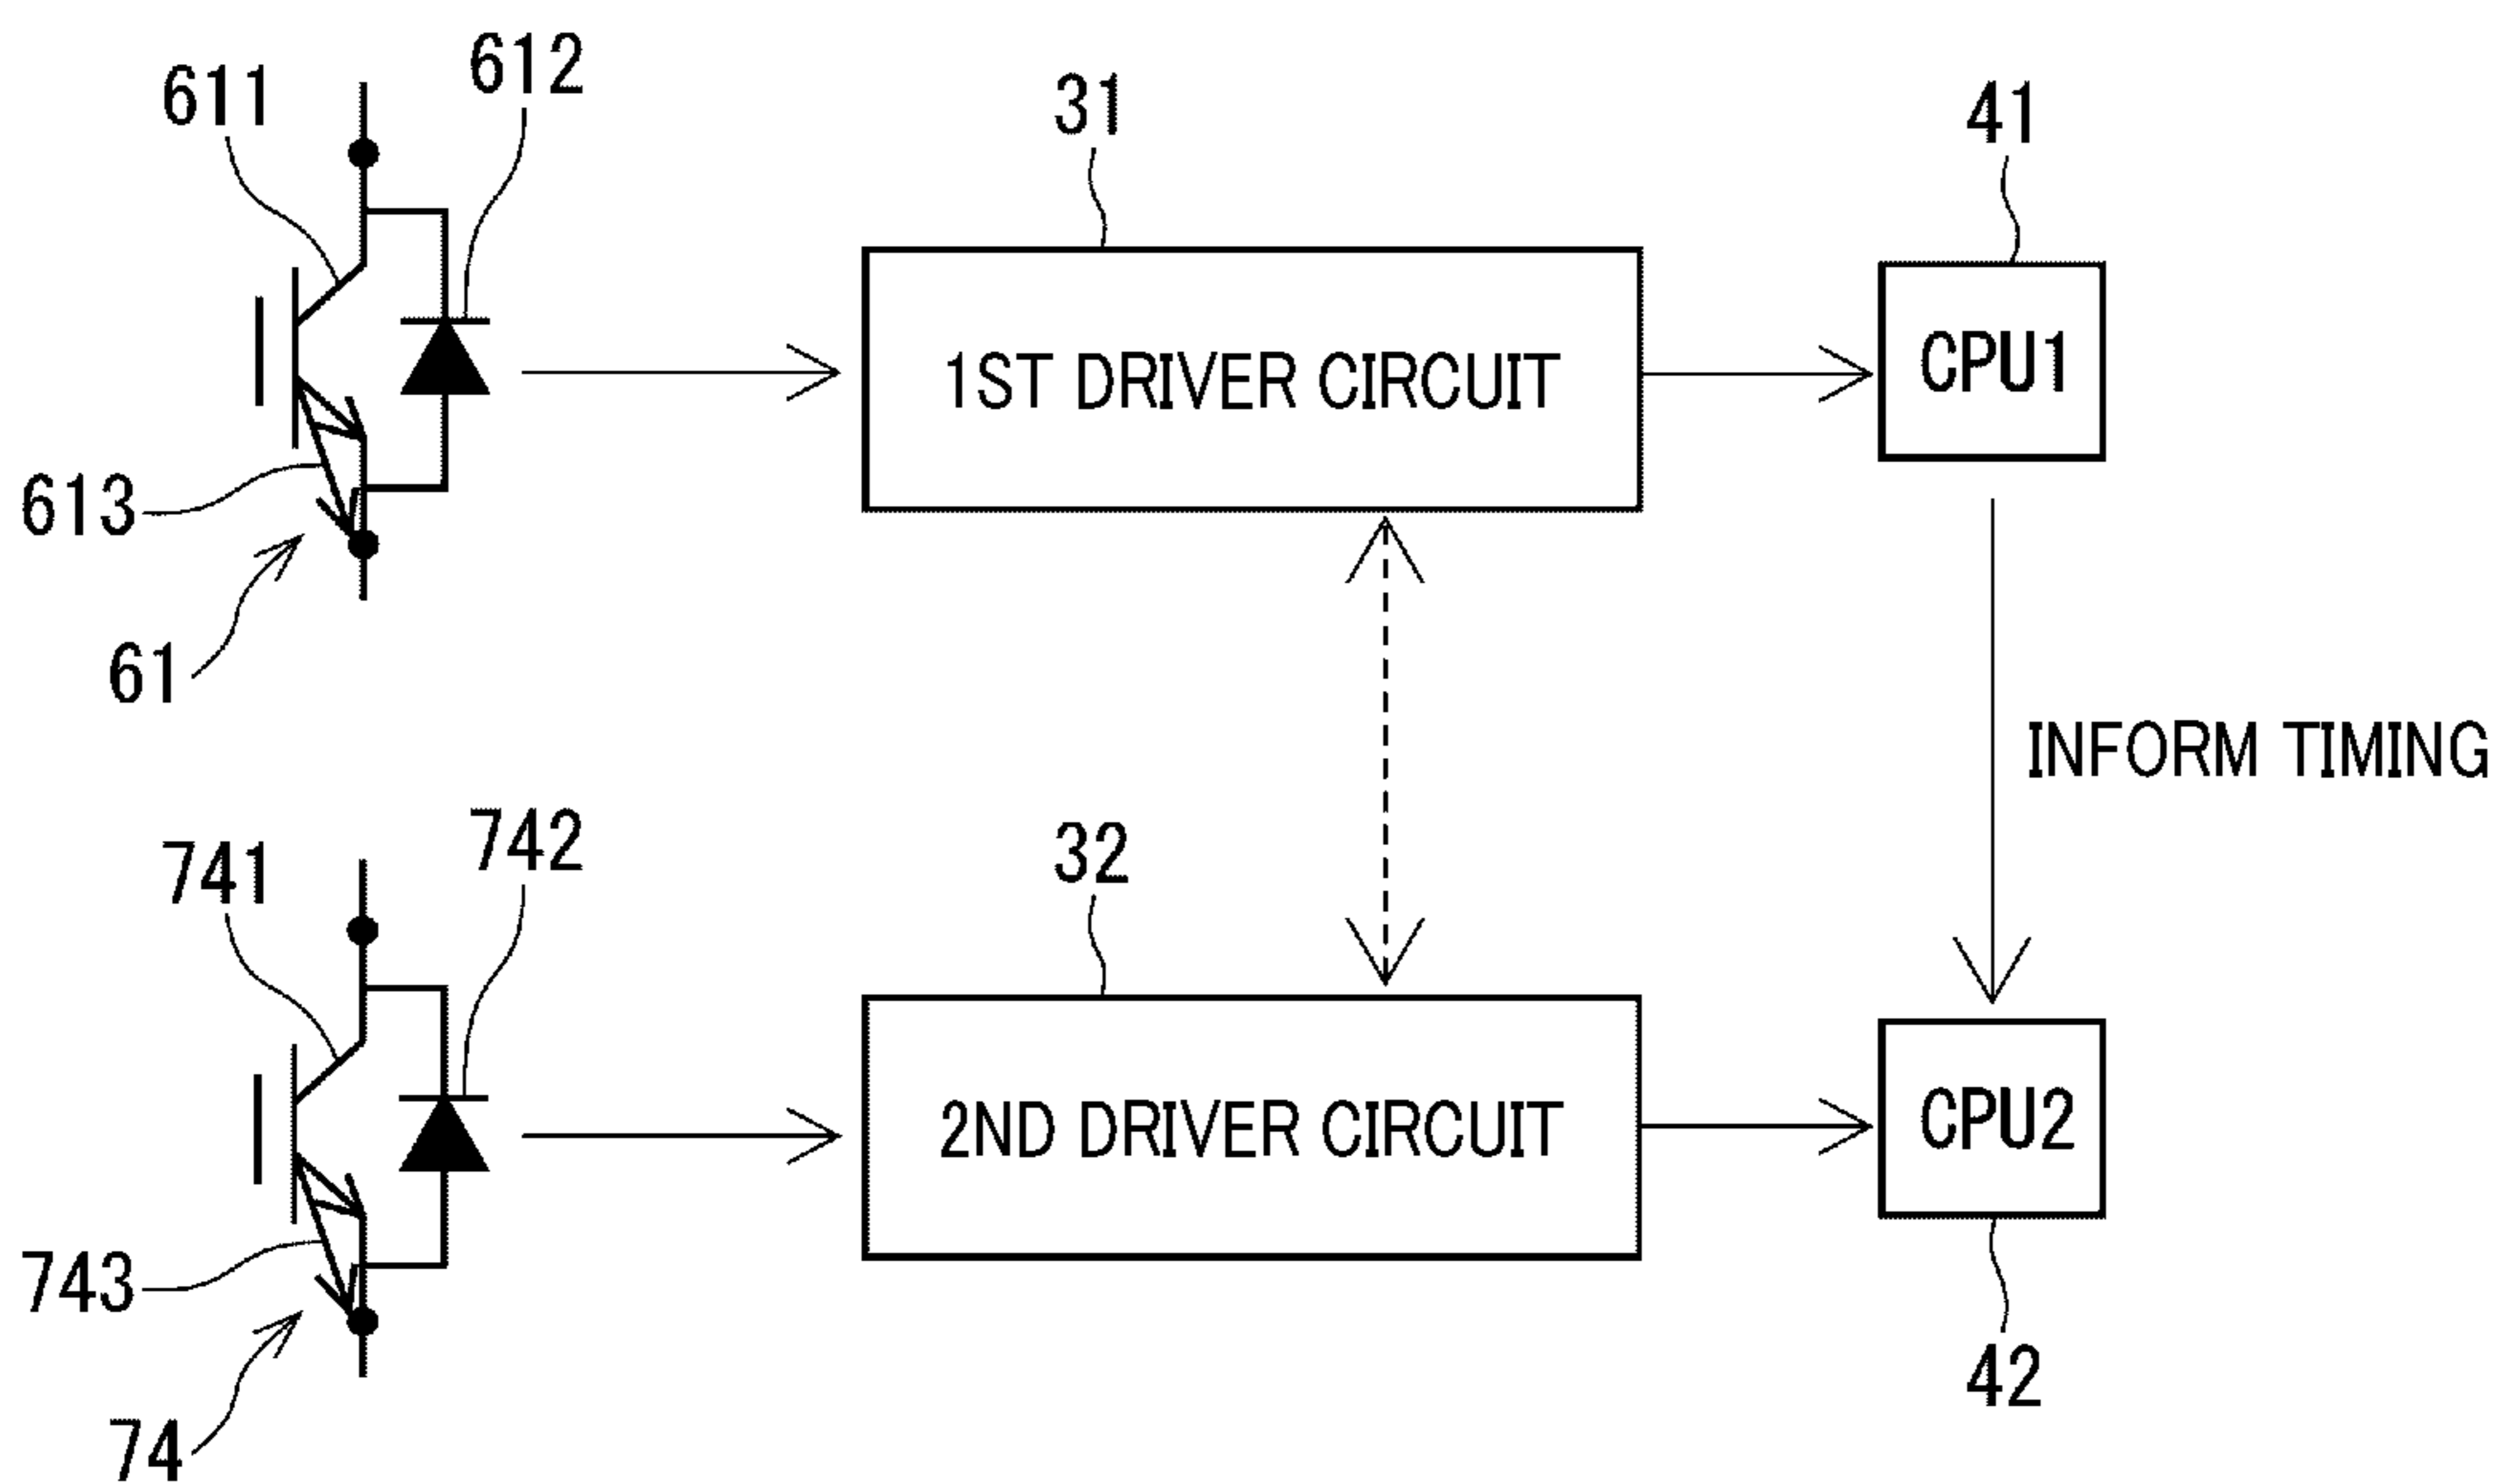 612
611
31
41
1ST DRIVER CIRCUIT
CPU1
613
61
INFORM TIMING
742
741
32
2ND DRIVER CIRCUIT
CPU2
743
74
42